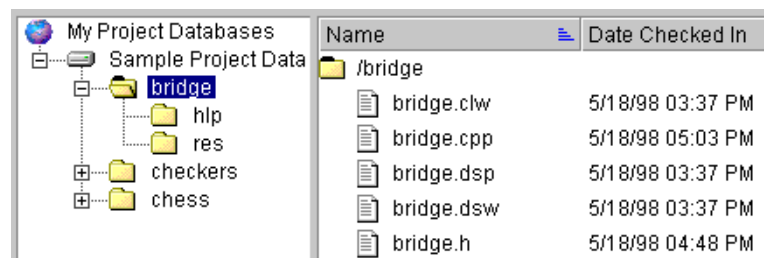 My Project Databases
Sample Project Data
bridge
hlp
res
checkers
chess
Name Date Checked In
/bridge
bridge.clw 5/18/98 03:37 PM
bridge.cpp 5/18/98 05:03 PM
bridge.dsp 5/18/98 03:37 PM
bridge.dsw 5/18/98 03:37 PM
bridge.h 5/18/98 04:48 PM